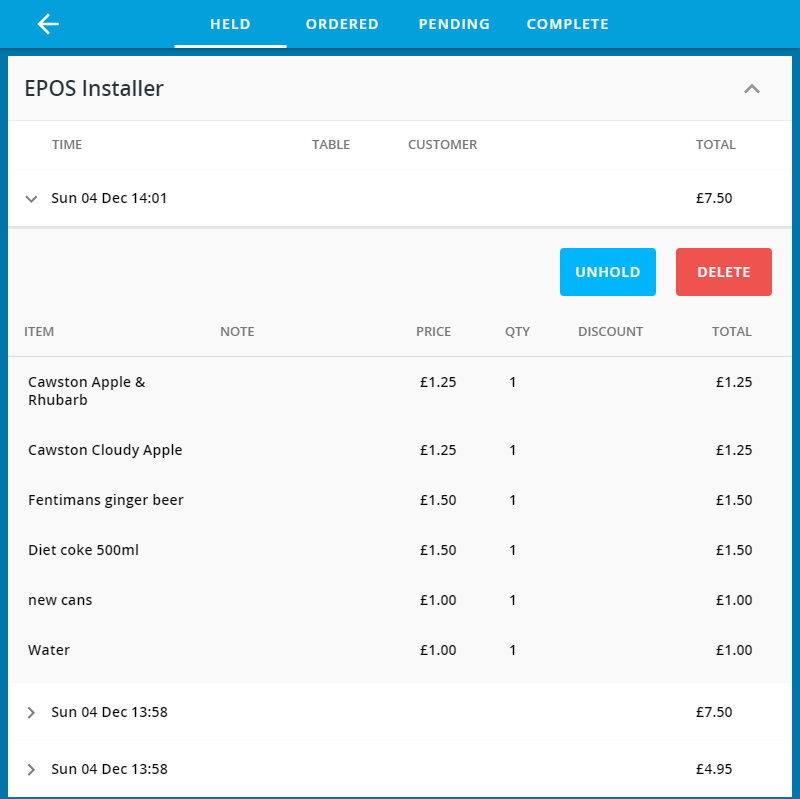 HELD ORDERED PENDING COMPLETE
EPOS Installer
TIME TABLE CUSTOMER TOTAL
Sun 04 Dec 14:01 £7.50
UNHOLD DELETE
ITEM NOTE PRICE QTY DISCOUNT TOTAL
Cawston Apple & £1.25 1 £1.25
Rhubarb
Cawston Cloudy Apple £1.25 1 £1.25
Fentimans ginger beer £1.50 1 £1.50
Diet coke 500ml £1.50 1 £1.50
new cans £1.00 1 £1.00
Water £1.00 1 £1.00
Sun 04 Dec 13:58 £7.50
Sun 04 Dec 13:58 £4.95